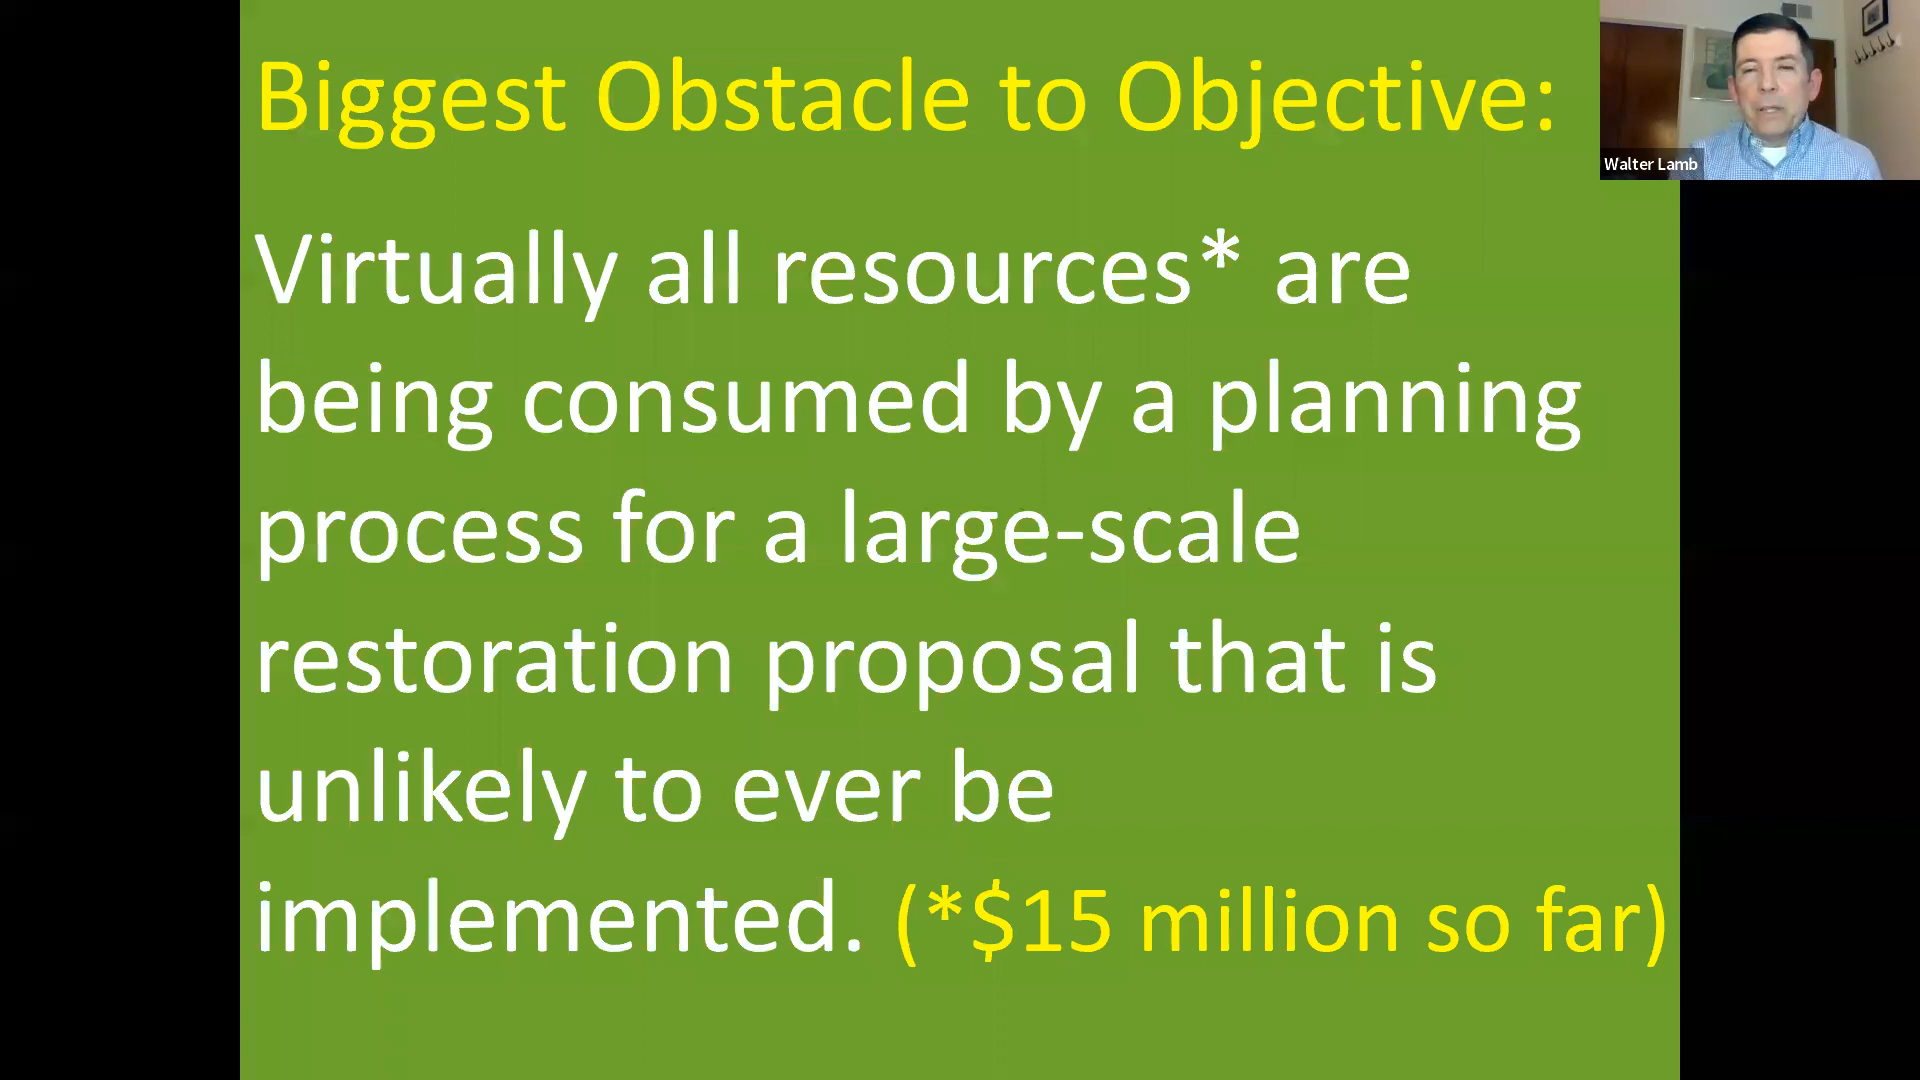 Biggest Obstacle to Objective:
Walter Lamb
Virtually all resources* are
being consumed by a planning
process for a large-scale
restoration proposal that is
unlikely to ever be
implemented. (*$15 million so far)